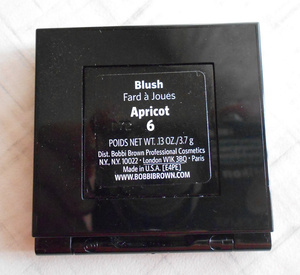 Blush
Fard à Joues
Apricot
6
POIDS NET WT. .13 OZ./3.7 g
Dist. Bobbi Brown Professional Cosmetics
N.Y., N.Y. 10022 · London W1K 3BQ · Paris
Made in U.S.A. [E4PE]
WWW.BOBBIBROWN.COM